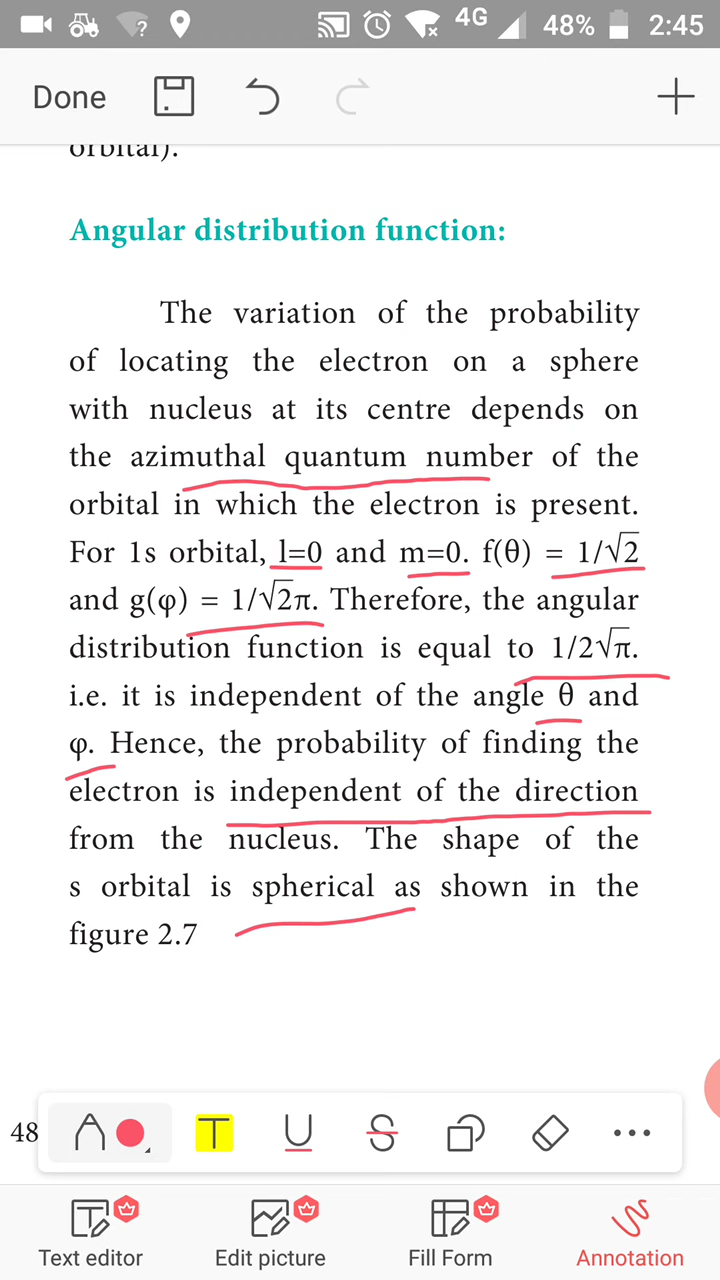 4G 48% 2:45
Done
orbital).
Angular distribution function:
The variation of the probability
of locating the electron on a sphere
with nucleus at its centre depends on
the azimuthal quantum number of the
orbital in which the electron is present.
For 1s orbital, l=0 and m=0. f(θ) = 1/√2
and g(φ) = 1/√2π. Therefore, the angular
distribution function is equal to 1/2√π.
i.e. it is independent of the angle θ and
φ. Hence, the probability of finding the
electron is independent of the direction
from the nucleus. The shape of the
s orbital is spherical as shown in the
figure 2.7
48
Text editor Edit picture Fill Form Annotation